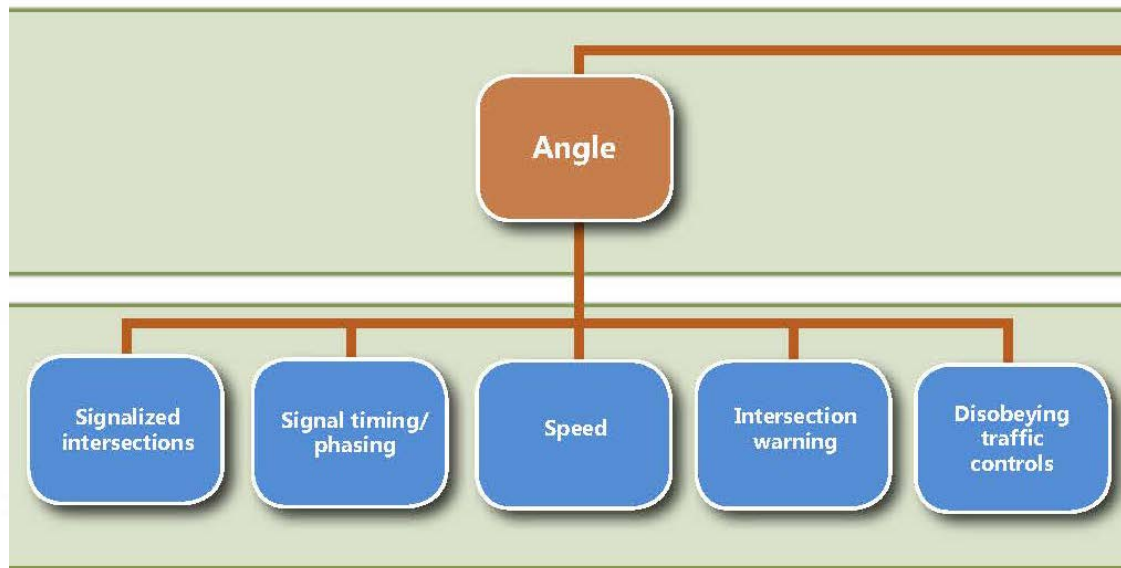 Angle
Signalized
intersections
Signal timing/
phasing
Speed
Intersection
warning
Disobeying
traffic
controls